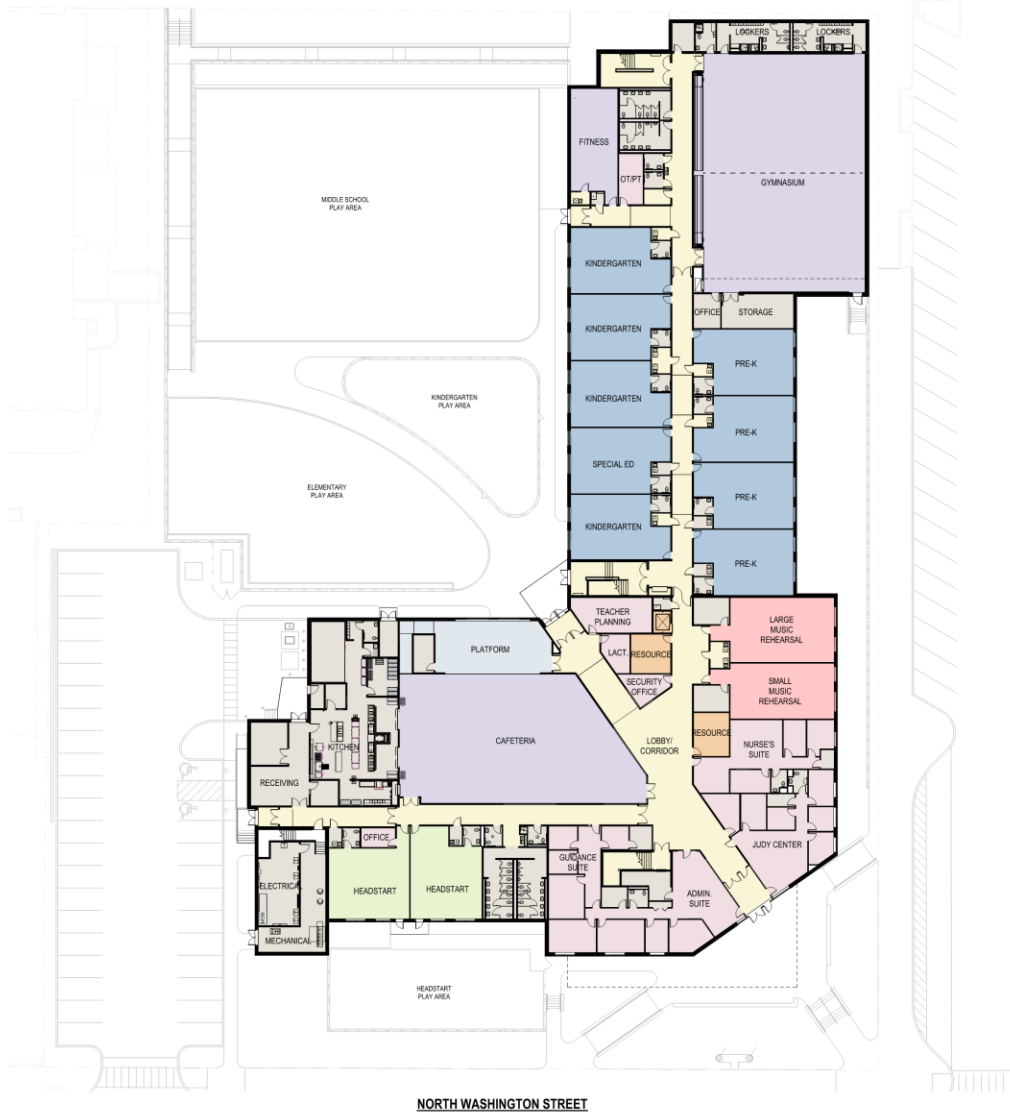 LOCKERS
LOCKERS
FITNESS
OT/PT
GYMNASIUM
MIDDLE SCHOOL
PLAY AREA
KINDERGARTEN
OFFICE
STORAGE
KINDERGARTEN
PRE-K
KINDERGARTEN
KINDERGARTEN
PLAY AREA
PRE-K
SPECIAL ED
PRE-K
ELEMENTARY
PLAY AREA
KINDERGARTEN
PRE-K
TEACHER
PLANNING
LARGE
MUSIC
REHEARSAL
PLATFORM
LACT.
RESOURCE
SECURITY
OFFICE
SMALL
MUSIC
REHEARSAL
CAFETERIA
LOBBY/
CORRIDOR
RESOURCE
NURSE'S
SUITE
KITCHEN
RECEIVING
OFFICE
JUDY CENTER
GUIDANCE
SUITE
ELECTRICAL
HEADSTART
HEADSTART
ADMIN.
SUITE
MECHANICAL
HEADSTART
PLAY AREA
NORTH WASHINGTON STREET